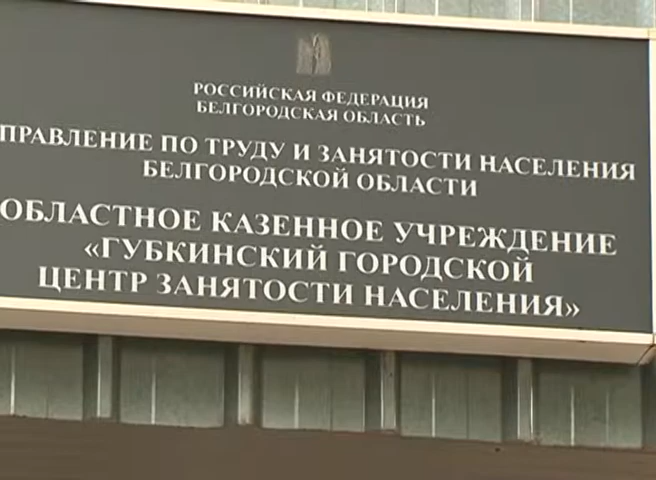 РОССИЙСКАЯ ФЕДЕРАЦИЯ
БЕЛГОРОДСКАЯ ОБЛАСТЬ
ПРАВЛЕНИЕ ПО ТРУДУ И ЗАНЯТОСТИ НАСЕЛЕНИЯ
БЕЛГОРОДСКОЙ ОБЛАСТИ
ОБЛАСТНОЕ КАЗЕННОЕ УЧРЕЖДЕНИЕ
«ГУБКИНСКИЙ ГОРОДСКОЙ
ЦЕНТР ЗАНЯТОСТИ НАСЕЛЕНИЯ»